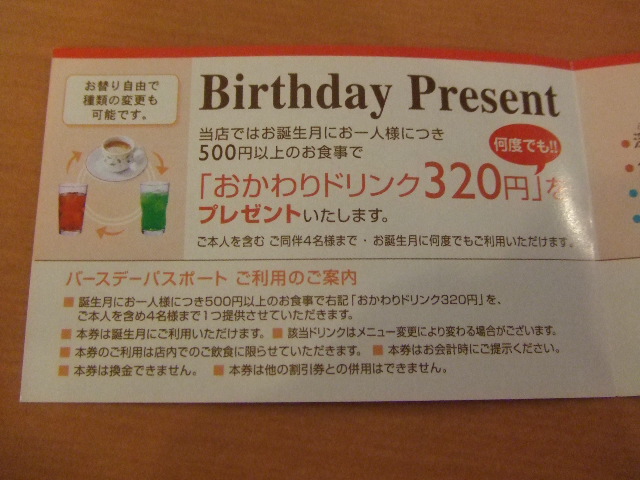 お替り自由で
種類の変更も
可能です。
Birthday Present
当店ではお誕生月にお一人様につき
500円以上のお食事で
何度でも!!
「おかわりドリンク320円」を
プレゼントいたします。
ご本人を含む ご同伴4名様まで・お誕生月に何度でもご利用いただけます。
バースデーパスポート ご利用のご案内
■ 誕生月にお一人様につき500円以上のお食事で右記「おかわりドリンク320円」を、
ご本人を含め4名様まで1つ提供させていただきます。
■ 本券は誕生月にご利用いただけます。 ■ 該当ドリンクはメニュー変更により変わる場合がございます。
■ 本券のご利用は店内でのご飲食に限らせていただきます。 ■ 本券はお会計時にご提示ください。
■ 本券は換金できません。 ■ 本券は他の割引券との併用はできません。